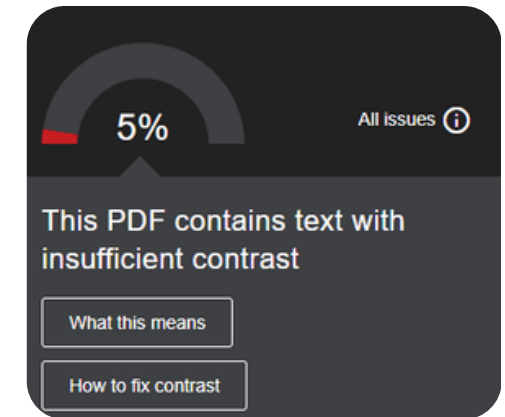 5%
All issues
This PDF contains text with
insufficient contrast
What this means
How to fix contrast